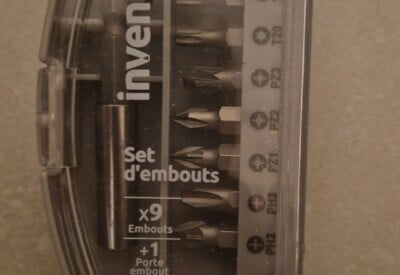 inven
Set
d'embouts
x9
Embouts
+1
Porte
embout
T20
PZ3
PZ2
PZ1
PH3
PH2